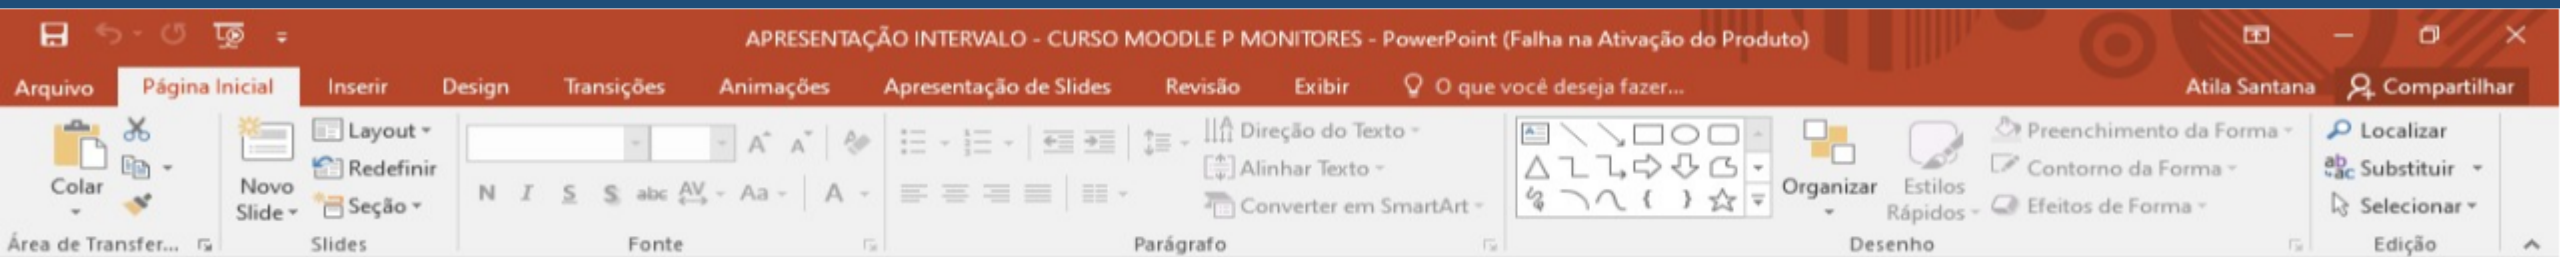 APRESENTAÇÃO INTERVALO - CURSO MOODLE P MONITORES - PowerPoint (Falha na Ativação do Produto)
Arquivo Página Inicial Inserir Design Transições Animações Apresentação de Slides Revisão Exibir O que você deseja fazer... Atila Santana Compartilhar
Colar
Área de Transfer...
Novo Slide
Layout
Redefinir
Seção
Slides
N I S S abc AV Aa A
Fonte
Direção do Texto
Alinhar Texto
Converter em SmartArt
Parágrafo
Organizar
Estilos Rápidos
Preenchimento da Forma
Contorno da Forma
Efeitos de Forma
Desenho
Localizar
Substituir
Selecionar
Edição